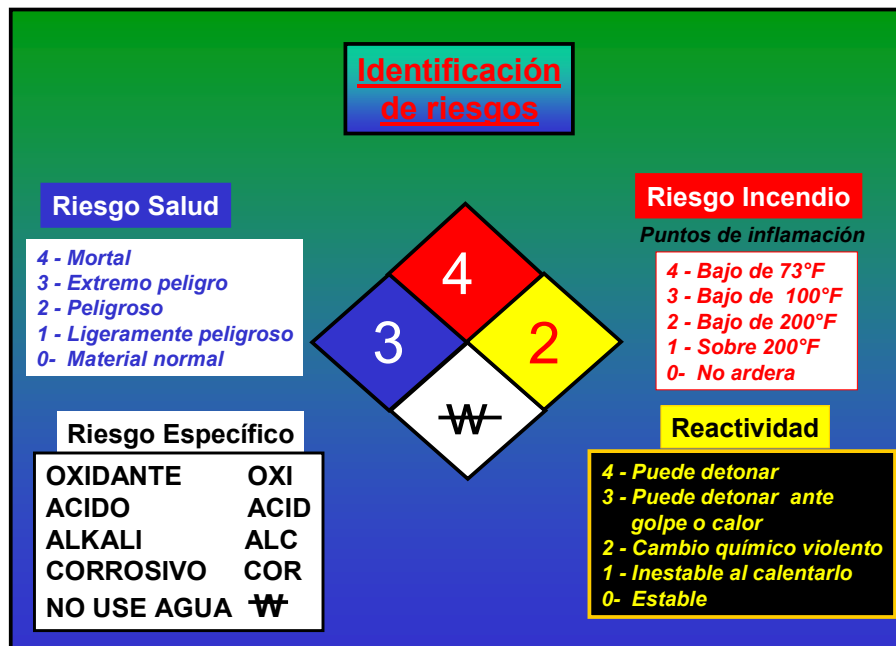 Identificación
de riesgos
Riesgo Salud
4 - Mortal
3 - Extremo peligro
2 - Peligroso
1 - Ligeramente peligroso
0- Material normal
4
3
2
W
Riesgo Incendio
Puntos de inflamación
4 - Bajo de 73°F
3 - Bajo de 100°F
2 - Bajo de 200°F
1 - Sobre 200°F
0- No ardera
Riesgo Específico
OXIDANTE OXI
ACIDO ACID
ALKALI ALC
CORROSIVO COR
NO USE AGUA W
Reactividad
4 - Puede detonar
3 - Puede detonar ante
golpe o calor
2 - Cambio químico violento
1 - Inestable al calentarlo
0- Estable